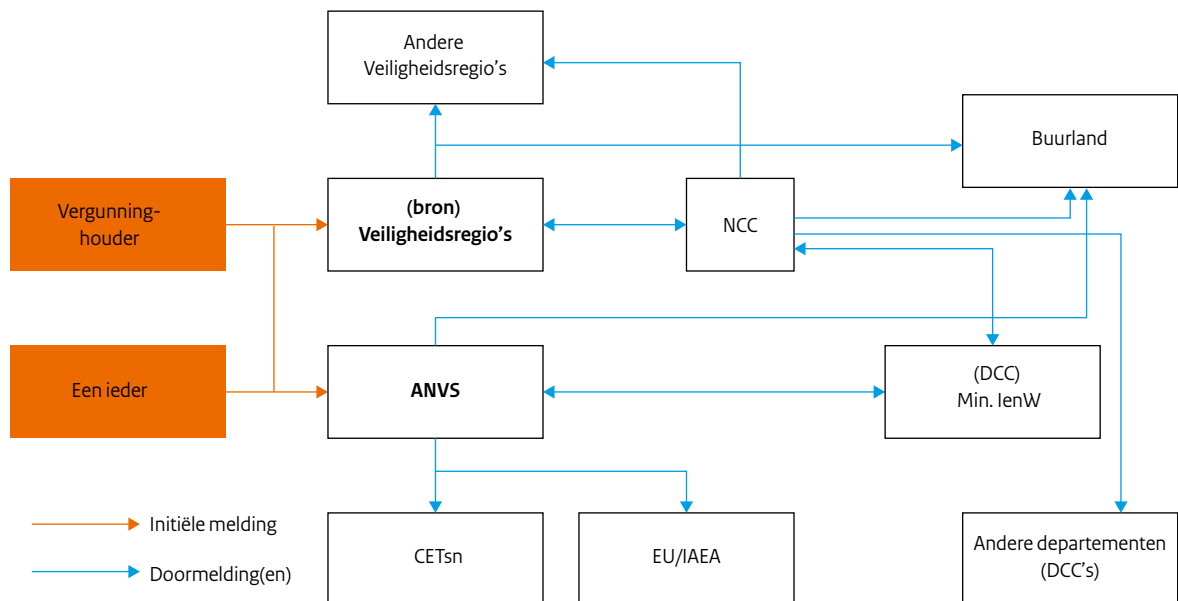 Andere
Veiligheidsregio's
Buurland
Vergunning-
houder
(bron)
Veiligheidsregio's
NCC
Een ieder
ANVS
(DCC)
Min. IenW
Initiële melding
Doormelding(en)
CETsn
EU/IAEA
Andere departementen
(DCC's)